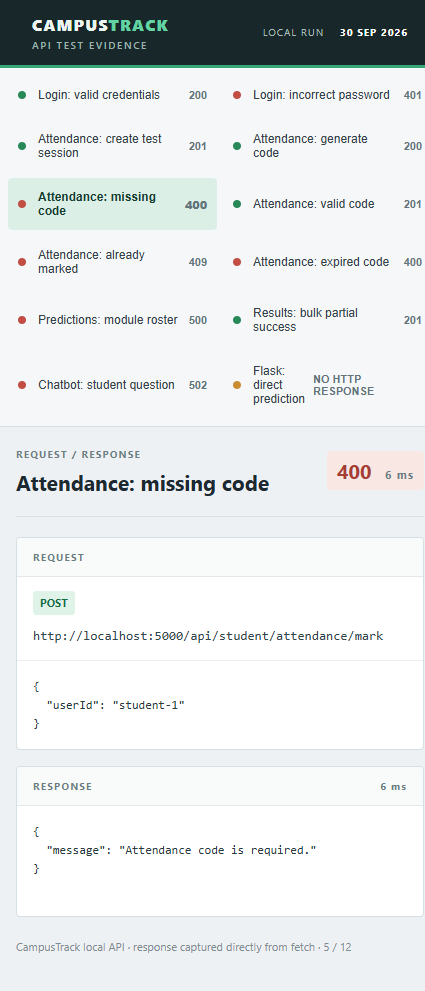 CAMPUSTRACK
API TEST EVIDENCE
LOCAL RUN 30 SEP 2026
Login: valid credentials 200
Login: incorrect password 401
Attendance: create test
session 201
Attendance: generate
code 200
Attendance: missing
code 400
Attendance: valid code 201
Attendance: already
marked 409
Attendance: expired code 400
Predictions: module roster 500
Results: bulk partial
success 201
Chatbot: student question 502
Flask:
direct
prediction
NO HTTP
RESPONSE
REQUEST / RESPONSE
Attendance: missing code
400 6 ms
REQUEST
POST
http://localhost:5000/api/student/attendance/mark
{
  "userId": "student-1"
}
RESPONSE 6 ms
{
  "message": "Attendance code is required."
}
CampusTrack local API · response captured directly from fetch · 5 / 12